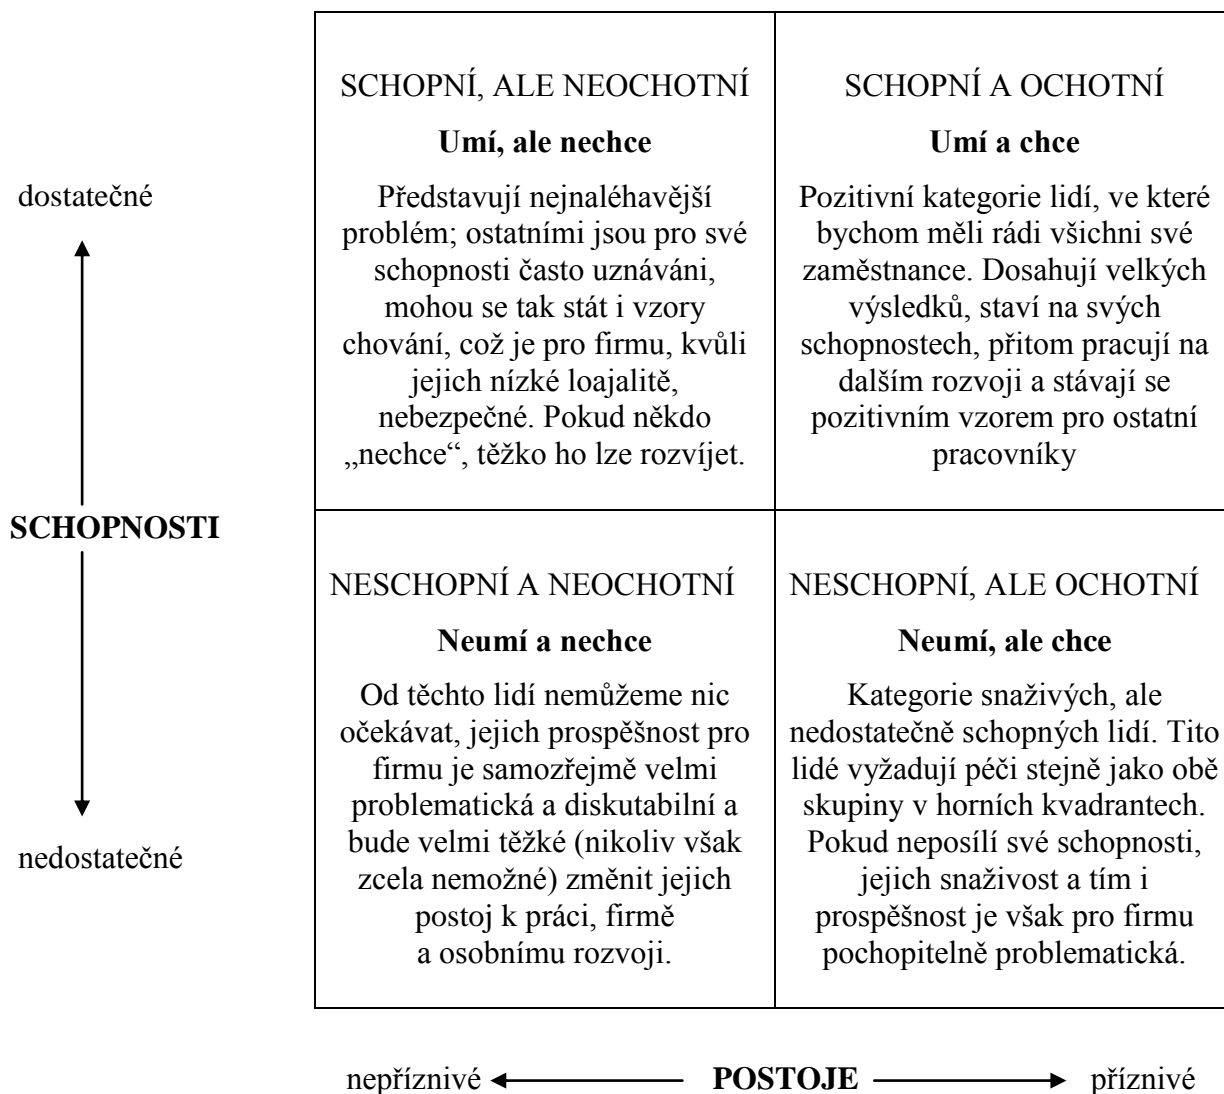 SCHOPNÍ, ALE NEOCHOTNÍ
Umí, ale nechce
Představují nejnaléhavější
problém; ostatními jsou pro své
schopnosti často uznáváni,
mohou se tak stát i vzory
chování, což je pro firmu, kvůli
jejich nízké loajalitě,
nebezpečné. Pokud někdo
„nechce“, těžko ho lze rozvíjet.
SCHOPNÍ A OCHOTNÍ
Umí a chce
Pozitivní kategorie lidí, ve které
bychom měli rádi všichni své
zaměstnance. Dosahují velkých
výsledků, staví na svých
schopnostech, přitom pracují na
dalším rozvoji a stávají se
pozitivním vzorem pro ostatní
pracovníky
dostatečné
SCHOPNOSTI
nedostatečné
NESCHOPNÍ A NEOCHOTNÍ
Neumí a nechce
Od těchto lidí nemůžeme nic
očekávat, jejich prospěšnost pro
firmu je samozřejmě velmi
problematická a diskutabilní a
bude velmi těžké (nikoliv však
zcela nemožné) změnit jejich
postoj k práci, firmě
a osobnímu rozvoji.
NESCHOPNÍ, ALE OCHOTNÍ
Neumí, ale chce
Kategorie snaživých, ale
nedostatečně schopných lidí. Tito
lidé vyžadují péči stejně jako obě
skupiny v horních kvadrantech.
Pokud neposílí své schopnosti,
jejich snaživost a tím i
prospěšnost je však pro firmu
pochopitelně problematická.
nepříznivé POSTOJE příznivé